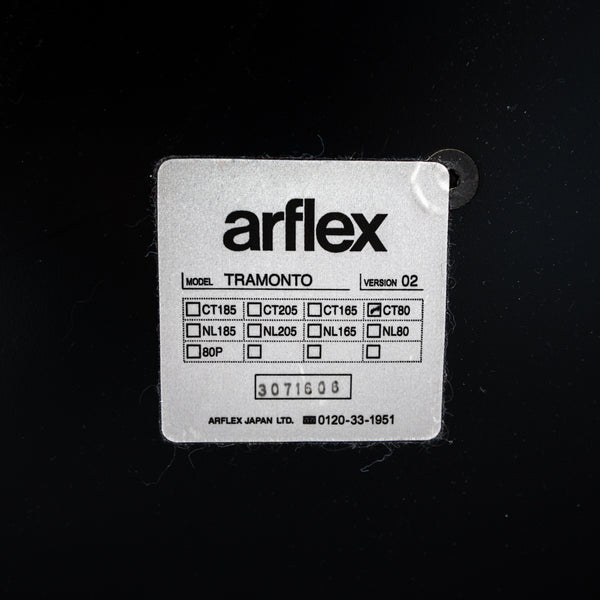 arflex
MODEL TRAMONTO VERSION 02
CT185 CT205 CT165 CT80
NL185 NL205 NL165 NL80
80P
3071606
ARFLEX JAPAN LTD. 0120-33-1951